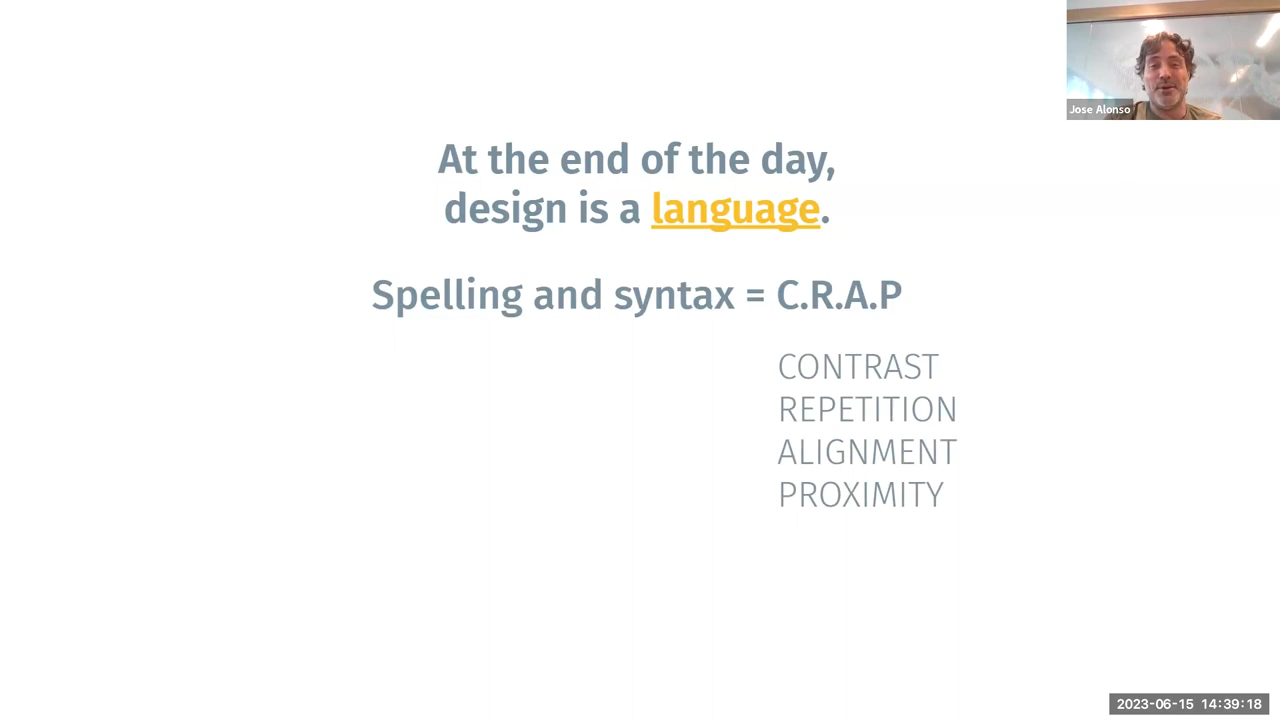 Jose Alonso
At the end of the day,
design is a language.
Spelling and syntax = C.R.A.P
CONTRAST
REPETITION
ALIGNMENT
PROXIMITY
2023-06-15 14:39:18